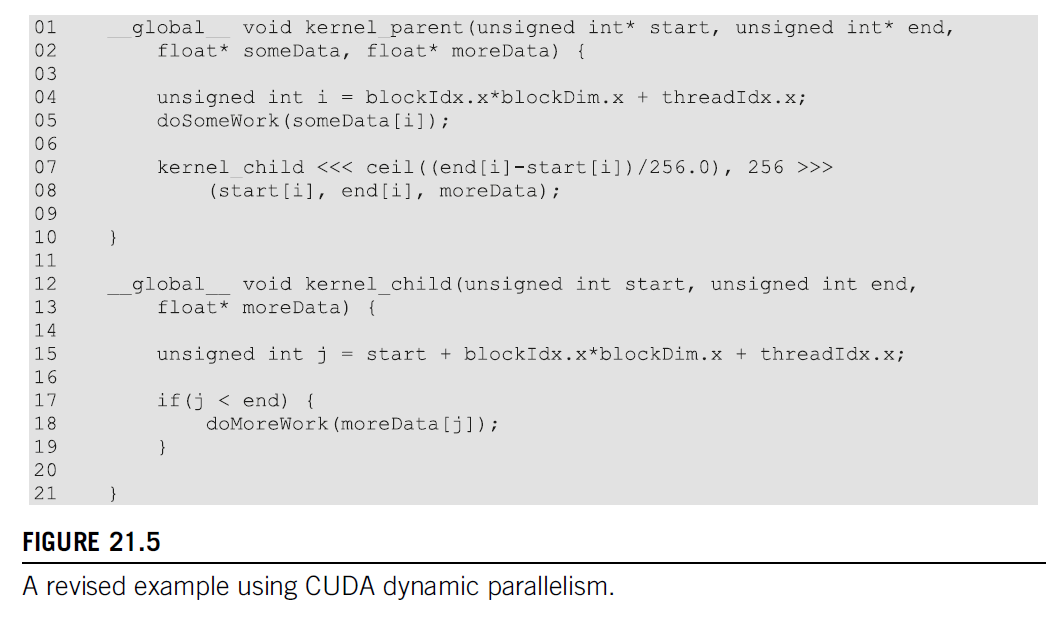 01 __global__ void kernel_parent(unsigned int* start, unsigned int* end,
02 float* someData, float* moreData) {
03
04 unsigned int i = blockIdx.x*blockDim.x + threadIdx.x;
05 doSomeWork(someData[i]);
06
07 kernel_child <<< ceil((end[i]-start[i])/256.0), 256 >>>
08 (start[i], end[i], moreData);
09
10 }
11
12 __global__ void kernel_child(unsigned int start, unsigned int end,
13 float* moreData) {
14
15 unsigned int j = start + blockIdx.x*blockDim.x + threadIdx.x;
16
17 if(j < end) {
18 doMoreWork(moreData[j]);
19 }
20
21 }
FIGURE 21.5
A revised example using CUDA dynamic parallelism.